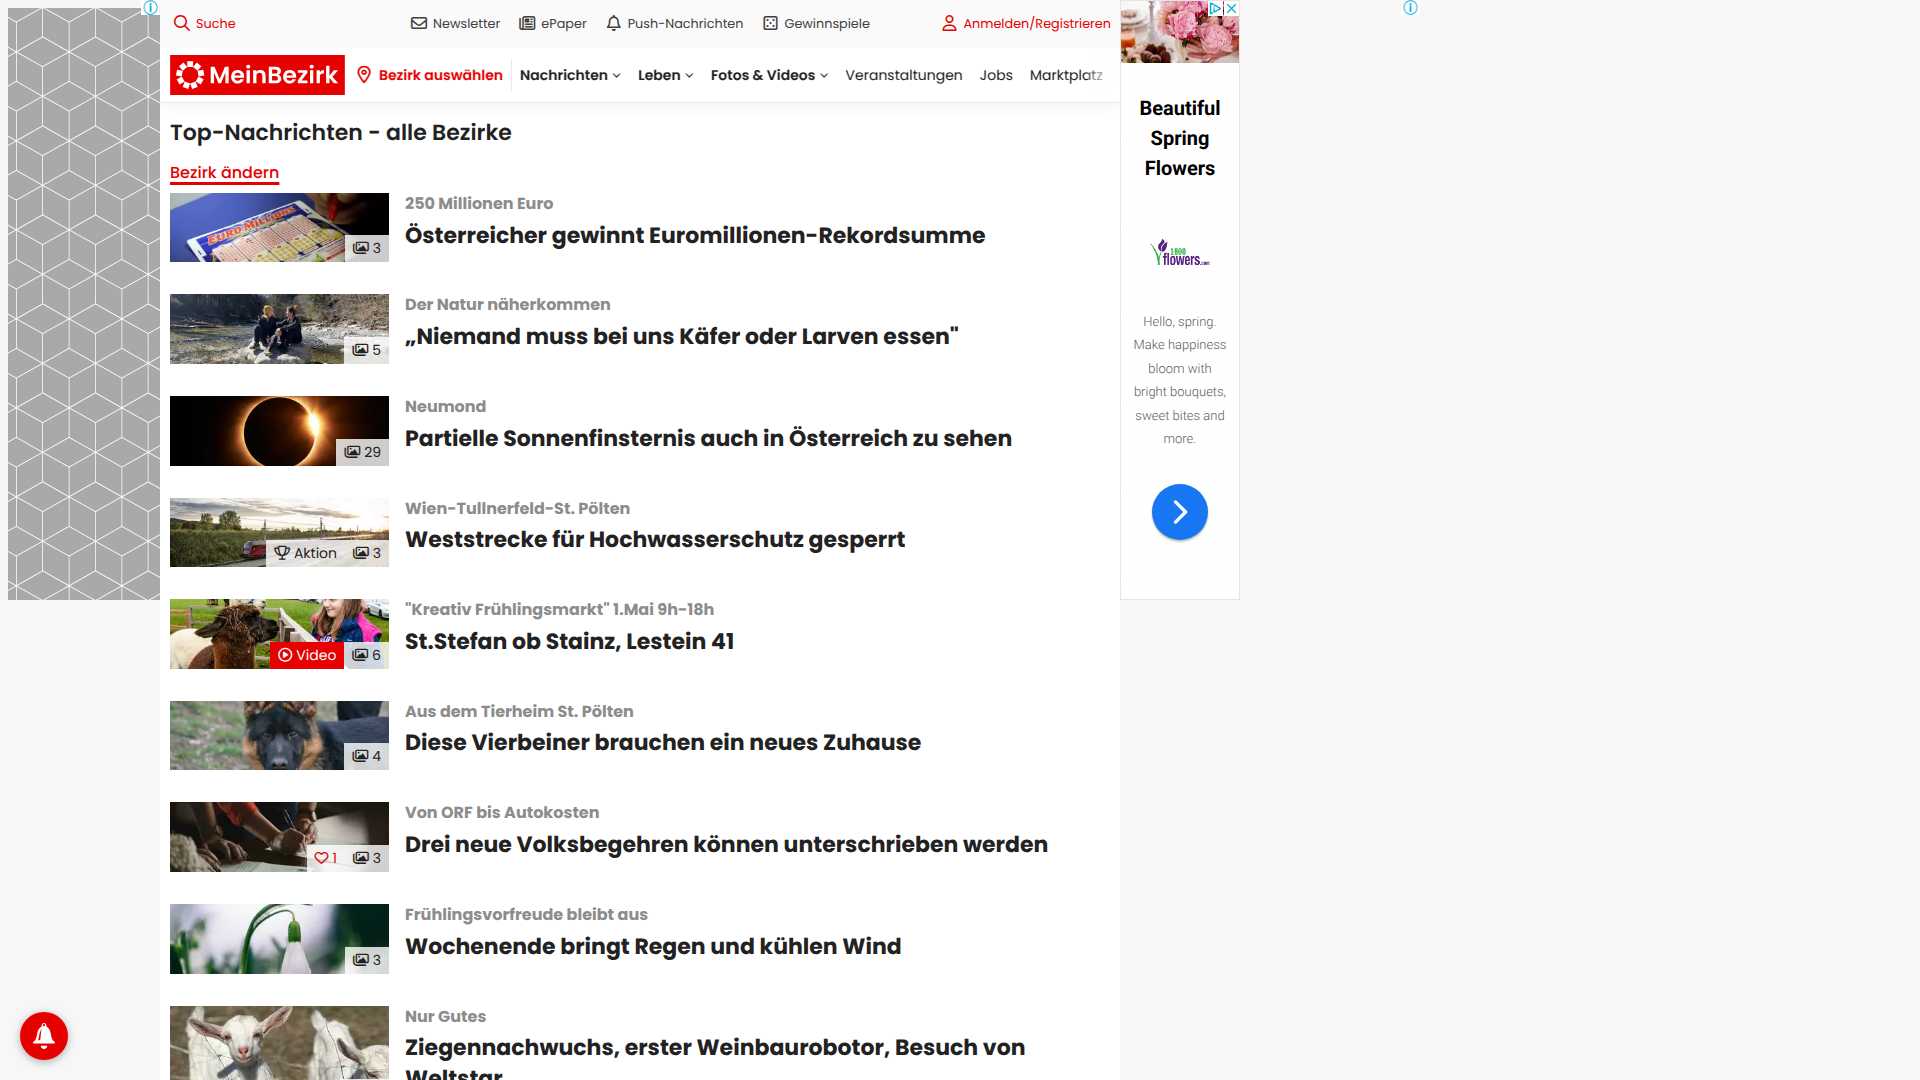 Suche
Newsletter
ePaper
Push-Nachrichten
Gewinnspiele
Anmelden/Registrieren
MeinBezirk
Bezirk auswählen
Nachrichten
Leben
Fotos & Videos
Veranstaltungen
Jobs
Marktplatz
Top-Nachrichten - alle Bezirke
Bezirk ändern
EURO MILLIONS
3
250 Millionen Euro
Österreicher gewinnt Euromillionen-Rekordsumme
5
Der Natur näherkommen
„Niemand muss bei uns Käfer oder Larven essen"
29
Neumond
Partielle Sonnenfinsternis auch in Österreich zu sehen
Aktion
3
Wien-Tullnerfeld-St. Pölten
Weststrecke für Hochwasserschutz gesperrt
Video
6
"Kreativ Frühlingsmarkt" 1.Mai 9h-18h
St.Stefan ob Stainz, Lestein 41
4
Aus dem Tierheim St. Pölten
Diese Vierbeiner brauchen ein neues Zuhause
1
3
Von ORF bis Autokosten
Drei neue Volksbegehren können unterschrieben werden
3
Frühlingsvorfreude bleibt aus
Wochenende bringt Regen und kühlen Wind
Nur Gutes
Ziegennachwuchs, erster Weinbaurobotor, Besuch von
Weltstar
Beautiful
Spring
Flowers
1800
flowers.com
Hello, spring.
Make happiness
bloom with
bright bouquets,
sweet bites and
more.